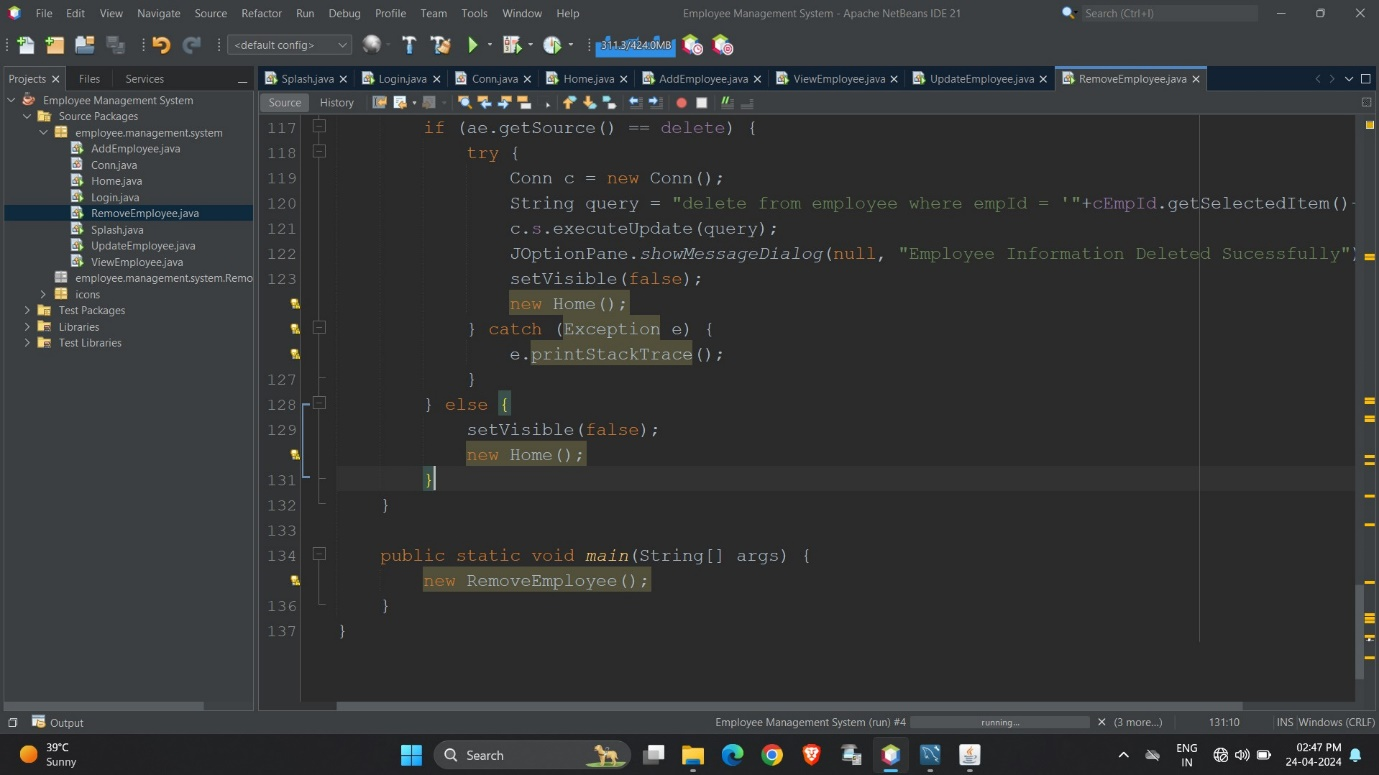 File Edit View Navigate Source Refactor Run Debug Profile Team Tools Window Help
Employee Management System - Apache NetBeans IDE 21
Search (Ctrl+I)
<default config>
311.3/424.0MB
Projects Files Services
Splash.java Login.java Conn.java Home.java AddEmployee.java ViewEmployee.java UpdateEmployee.java RemoveEmployee.java
Source History
Employee Management System
Source Packages
employee.management.system
AddEmployee.java
Conn.java
Home.java
Login.java
RemoveEmployee.java
Splash.java
UpdateEmployee.java
ViewEmployee.java
employee.management.system.Remo
icons
Test Packages
Libraries
Test Libraries
117 if (ae.getSource() == delete) {
118 try {
119 Conn c = new Conn();
120 String query = "delete from employee where empId = '"+cEmpId.getSelectedItem()
121 c.s.executeUpdate(query);
122 JOptionPane.showMessageDialog(null, "Employee Information Deleted Sucessfully")
123 setVisible(false);
new Home();
} catch (Exception e) {
e.printStackTrace();
127 }
128 } else {
129 setVisible(false);
new Home();
131 }
132 }
133
134 public static void main(String[] args) {
new RemoveEmployee();
136 }
137 }
Output
Employee Management System (run) #4 running... (3 more...) 131:10 INS Windows (CRLF)
39°C
Sunny
Search
ENG
IN
02:47 PM
24-04-2024